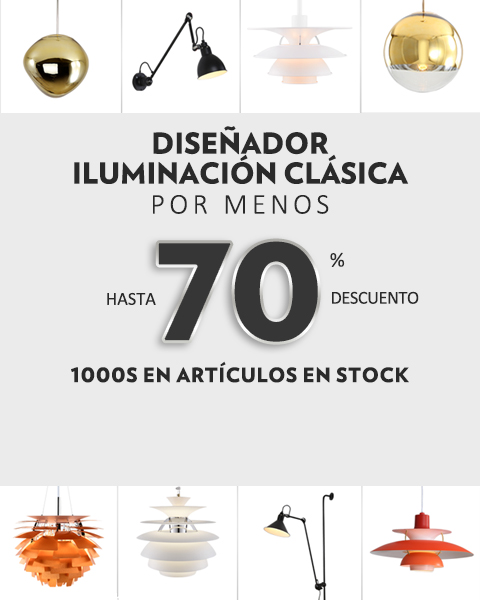 DISEÑADOR
ILUMINACIÓN CLÁSICA
POR MENOS
HASTA 70 % DESCUENTO
1000S EN ARTÍCULOS EN STOCK